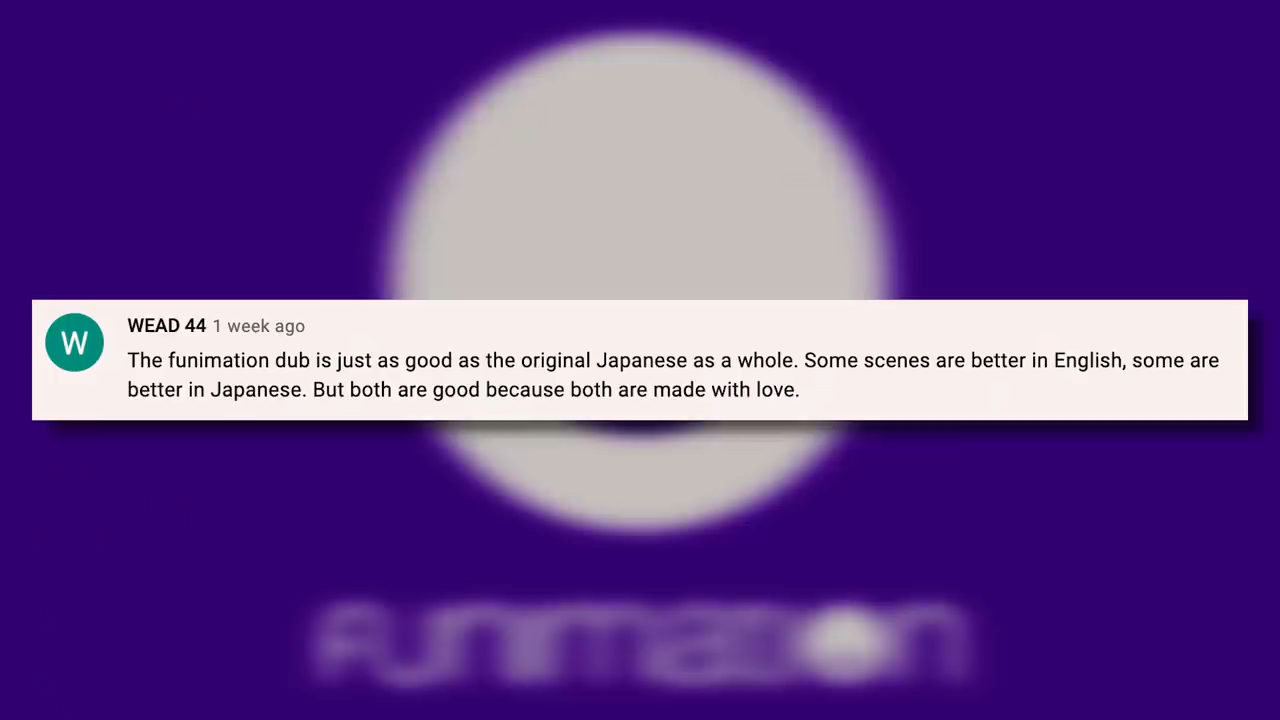 W
WEAD 44 1 week ago
The funimation dub is just as good as the original Japanese as a whole. Some scenes are better in English, some are
better in Japanese. But both are good because both are made with love.
funimation